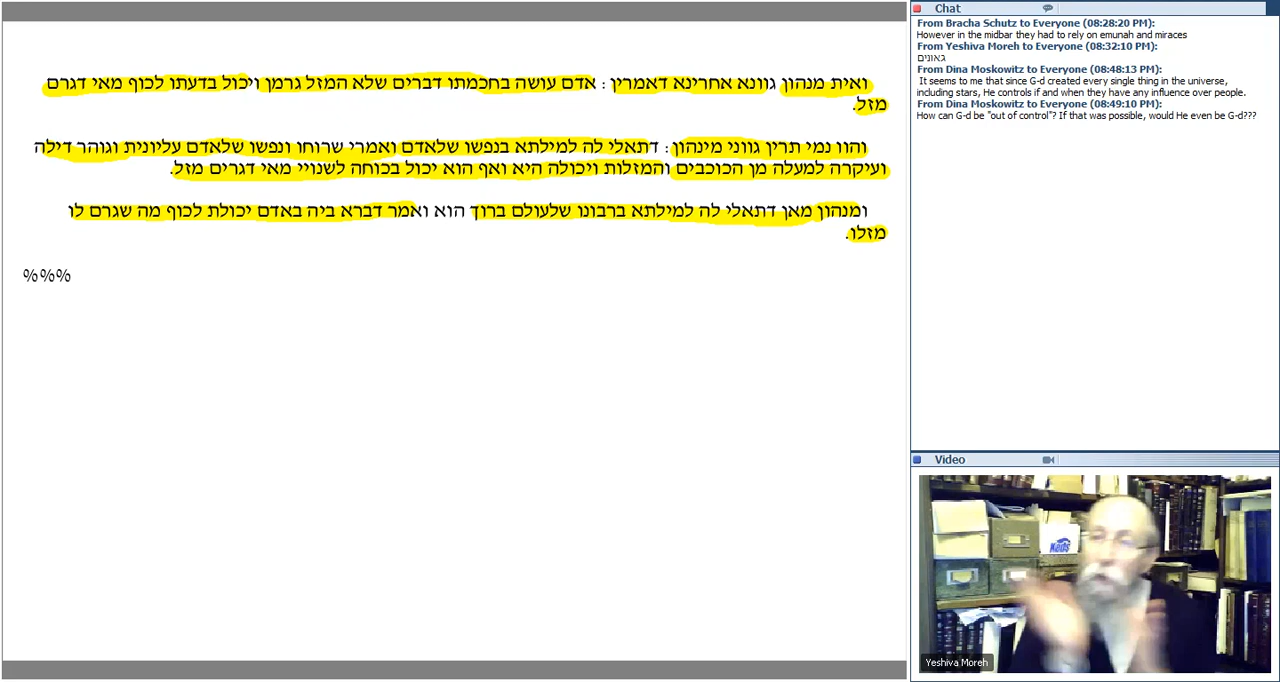 ואית מנהון גוונא אחרינא דאמרין : אדם עושה בחכמתו דברים שלא המזל גרמן ויכול בדעתו לכוף מאי דגרם
מזל.
והוו נמי תרין גווני מינהון : דתאלי לה למילתא בנפשו שלאדם ואמרי שרוחו ונפשו שלאדם עליונית וגוהר דילה
ועיקרה למעלה מן הכוכבים והמזלות ויכולה היא ואף הוא יכול בכוחה לשנויי מאי דגרים מזל.
ומנהון מאן דתאלי לה למילתא ברבונו שלעולם ברוך הוא ואמר דברא ביה באדם יכולת לכוף מה שגרם לו
מזלו.
%%%
Chat
From Bracha Schutz to Everyone (08:28:20 PM):
However in the midbar they had to rely on emunah and miraces
From Yeshiva Moreh to Everyone (08:32:10 PM):
גאונים
From Dina Moskowitz to Everyone (08:48:13 PM):
It seems to me that since G-d created every single thing in the universe,
including stars, He controls if and when they have any influence over people.
From Dina Moskowitz to Everyone (08:49:10 PM):
How can G-d be "out of control"? If that was possible, would He even be G-d???
Video
Keds
Yeshiva Moreh